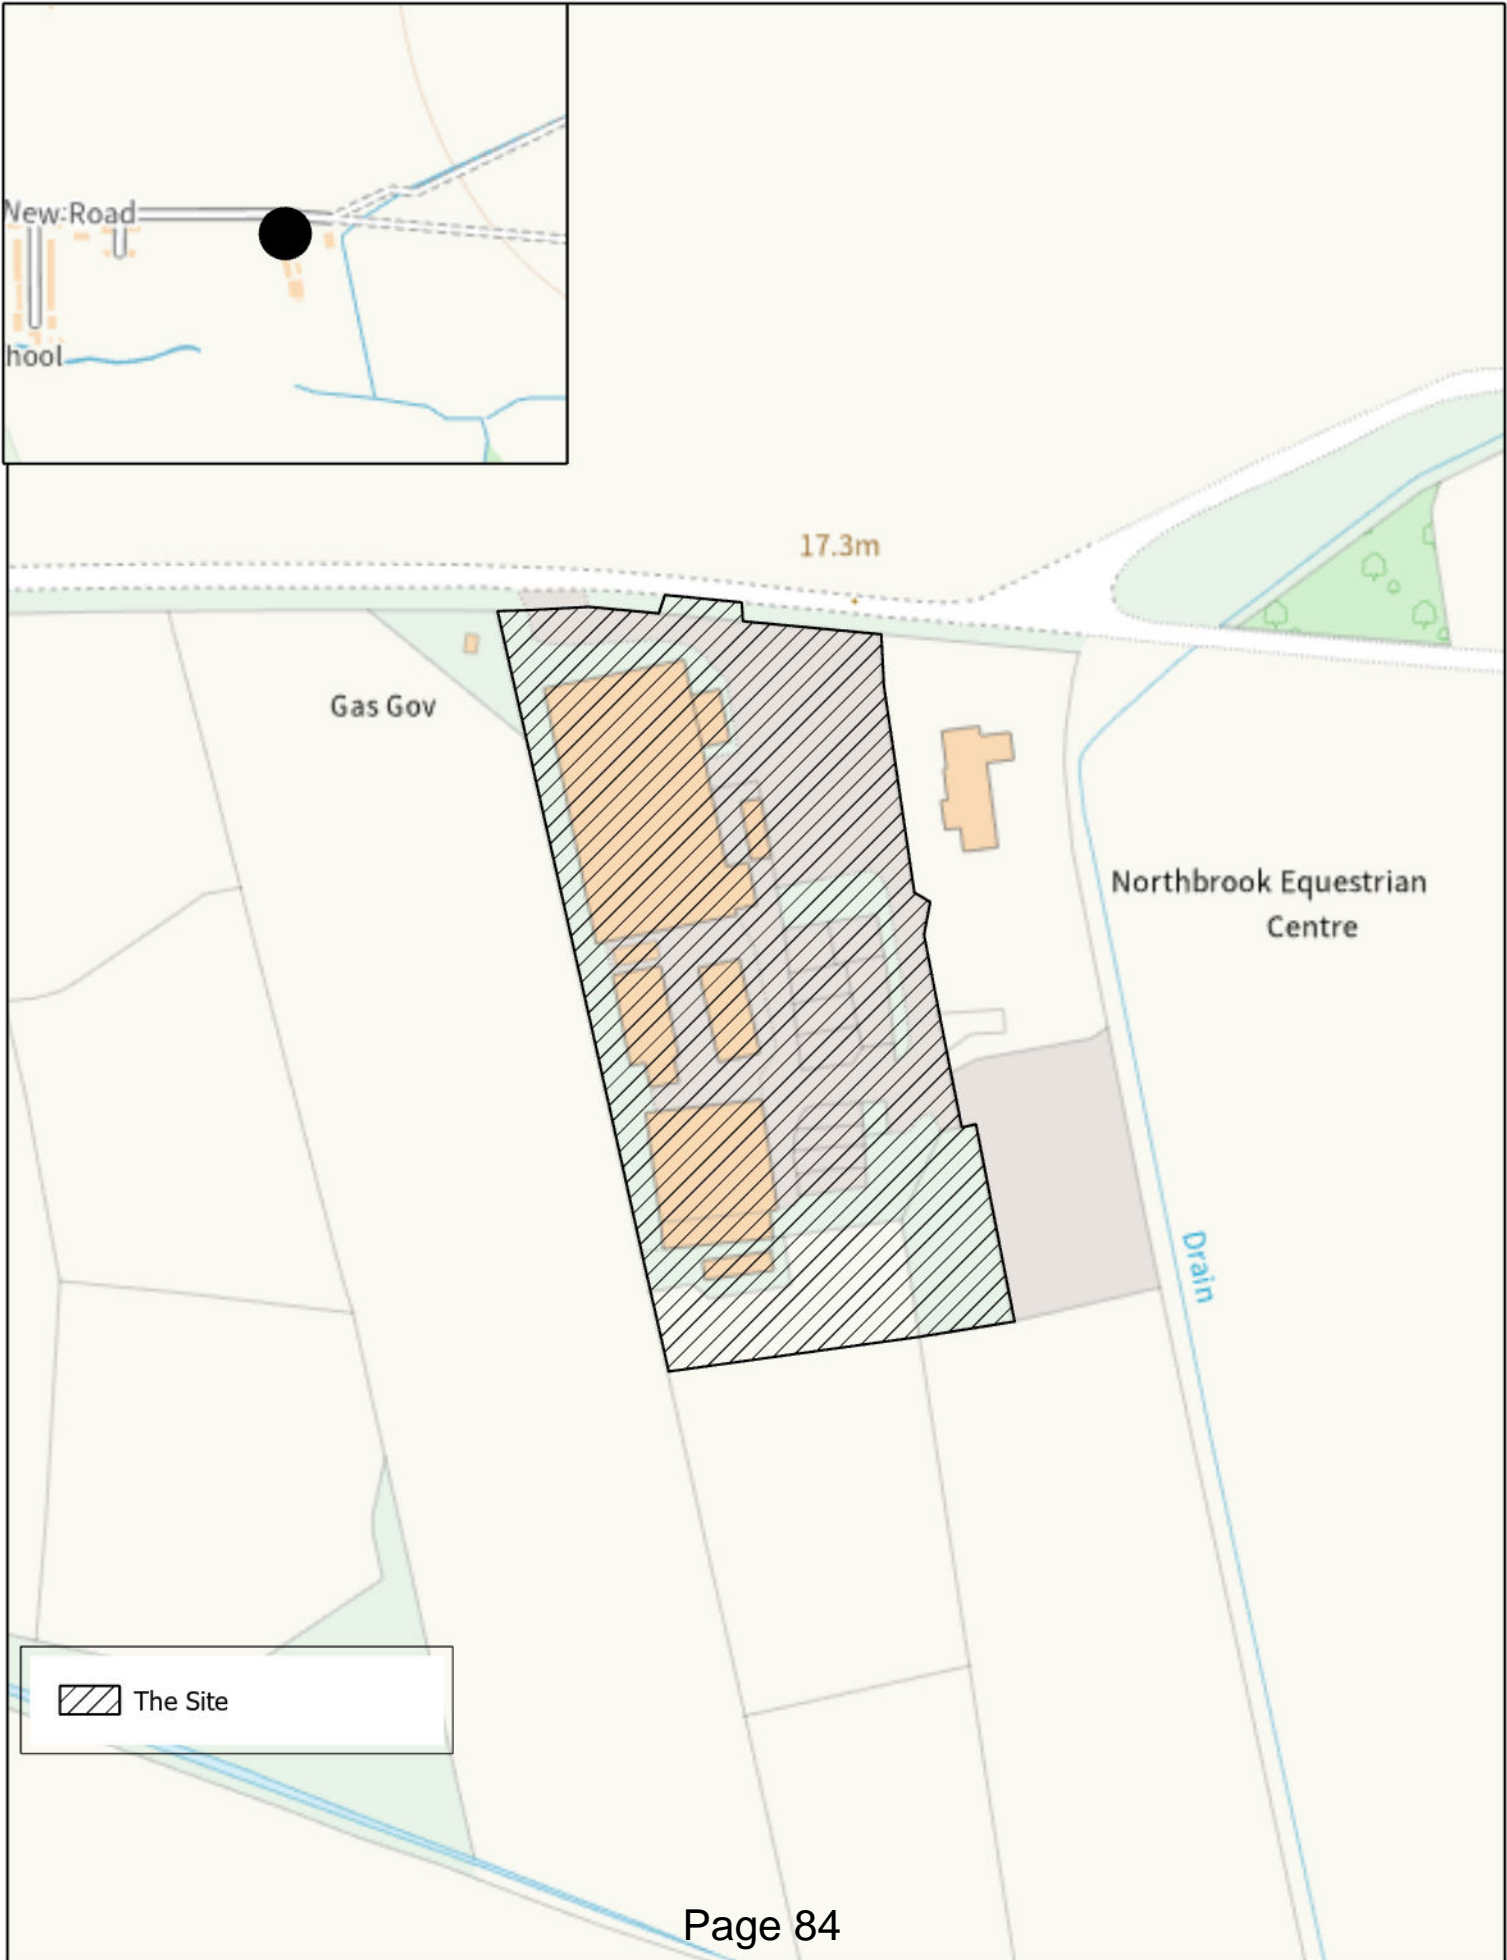 New Road
hool
17.3m
Gas Gov
Northbrook Equestrian
Centre
Drain
The Site
Page 84